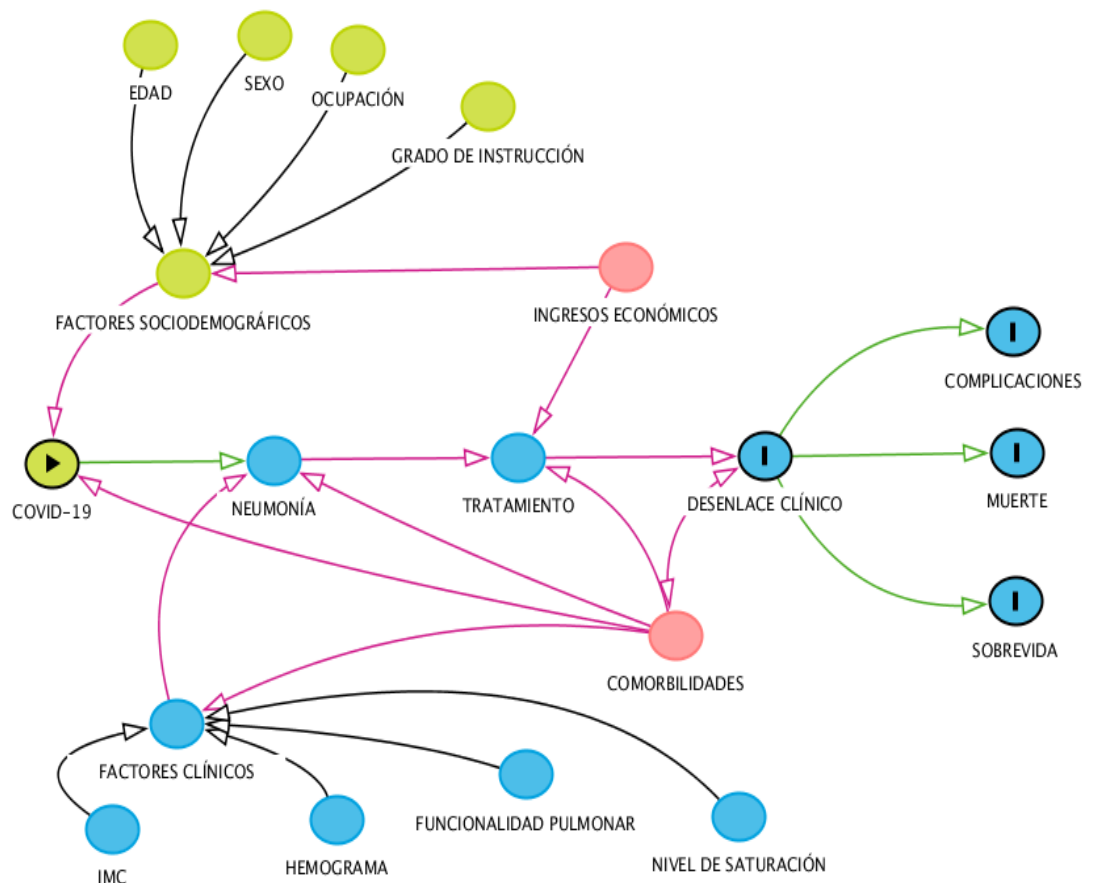 EDAD
SEXO
OCUPACIÓN
GRADO DE INSTRUCCIÓN
FACTORES SOCIODEMOGRÁFICOS
INGRESOS ECONÓMICOS
COMPLICACIONES
COVID-19
NEUMONÍA
TRATAMIENTO
DESENLACE CLÍNICO
MUERTE
SOBREVIDA
COMORBILIDADES
FACTORES CLÍNICOS
FUNCIONALIDAD PULMONAR
NIVEL DE SATURACIÓN
HEMOGRAMA
IMC